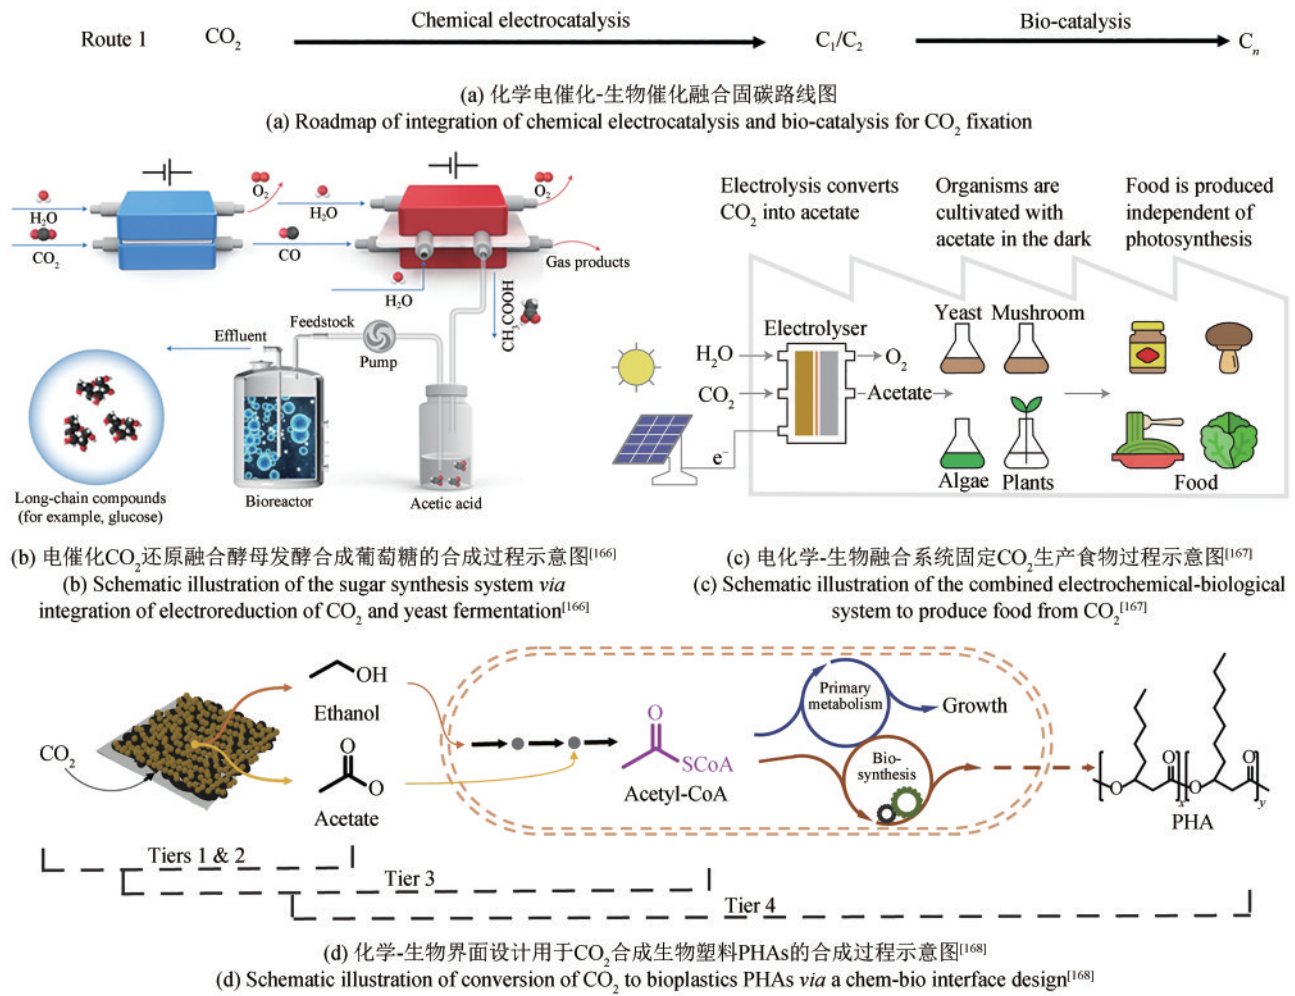 Route 1 CO₂ Chemical electrocatalysis C₁/C₂ Bio-catalysis Cₙ
(a) 化学电催化-生物催化融合固碳路线图
(a) Roadmap of integration of chemical electrocatalysis and bio-catalysis for CO₂ fixation
H₂O
CO₂
O₂
H₂O
CO
O₂
Gas products
H₂O
CH₃COOH
Effluent
Feedstock
Pump
Long-chain compounds
(for example, glucose)
Bioreactor
Acetic acid
(b) 电催化CO₂还原融合酵母发酵合成葡萄糖的合成过程示意图[166]
(b) Schematic illustration of the sugar synthesis system via
integration of electroreduction of CO₂ and yeast fermentation[166]
Electrolysis converts
CO₂ into acetate
Organisms are
cultivated with
acetate in the dark
Food is produced
independent of
photosynthesis
Electrolyser
H₂O
CO₂
e⁻
O₂
Acetate
Yeast
Mushroom
Algae
Plants
Food
(c) 电化学-生物融合系统固定CO₂生产食物过程示意图[167]
(c) Schematic illustration of the combined electrochemical-biological
system to produce food from CO₂[167]
CO₂
OH
Ethanol
O
O
Acetate
O
SCoA
Acetyl-CoA
Primary
metabolism
Growth
Bio-
synthesis
O
O
x
O
O
y
PHA
Tiers 1 & 2
Tier 3
Tier 4
(d) 化学-生物界面设计用于CO₂合成生物塑料PHAs的合成过程示意图[168]
(d) Schematic illustration of conversion of CO₂ to bioplastics PHAs via a chem-bio interface design[168]